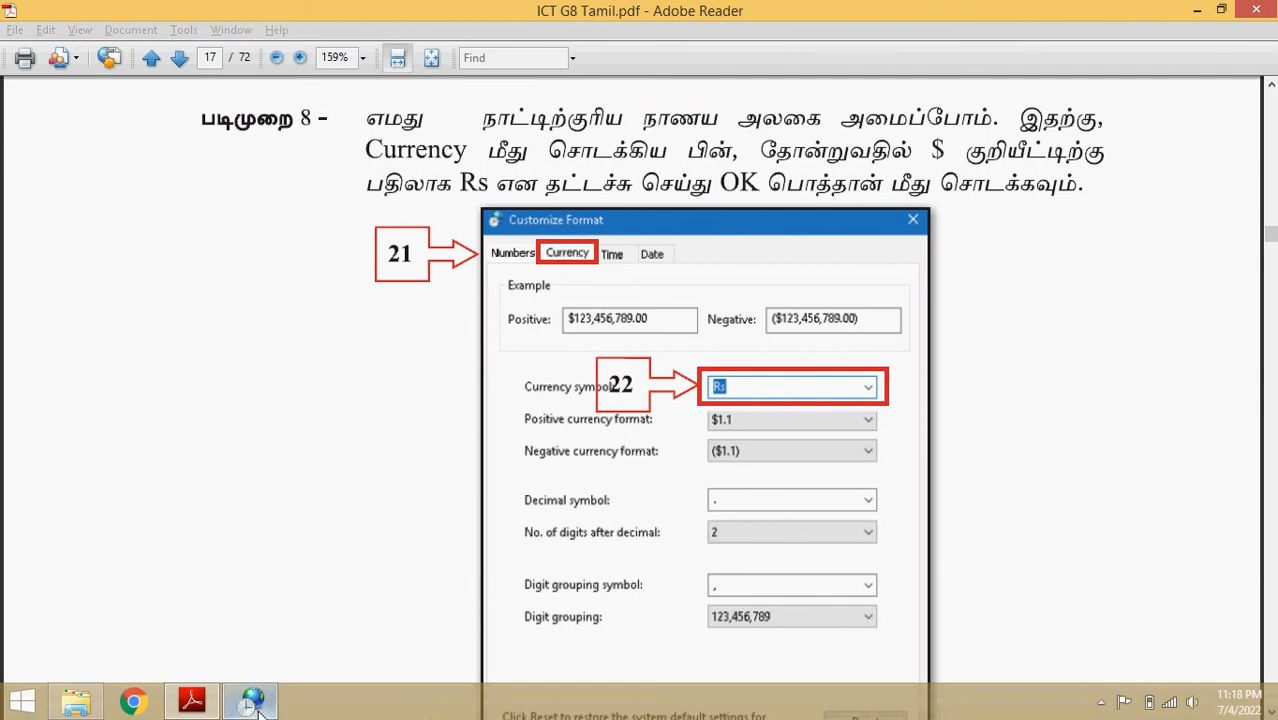 ICT G8 Tamil.pdf - Adobe Reader
File Edit View Document Tools Window Help
17 / 72 159% Find
படிமுறை 8 – எமது நாட்டிற்குரிய நாணய அலகை அமைப்போம். இதற்கு,
Currency மீது சொடக்கிய பின், தோன்றுவதில் $ குறியீட்டிற்கு
பதிலாக Rs என தட்டச்சு செய்து OK பொத்தான் மீது சொடக்கவும்.
Customize Format
21
Numbers Currency Time Date
Example
Positive: $123,456,789.00 Negative: ($123,456,789.00)
Currency symbol 22 Rs
Positive currency format: $1.1
Negative currency format: ($1.1)
Decimal symbol: .
No. of digits after decimal: 2
Digit grouping symbol: ,
Digit grouping: 123,456,789
Click Reset to restore the system default settings for
11:18 PM
7/4/2022